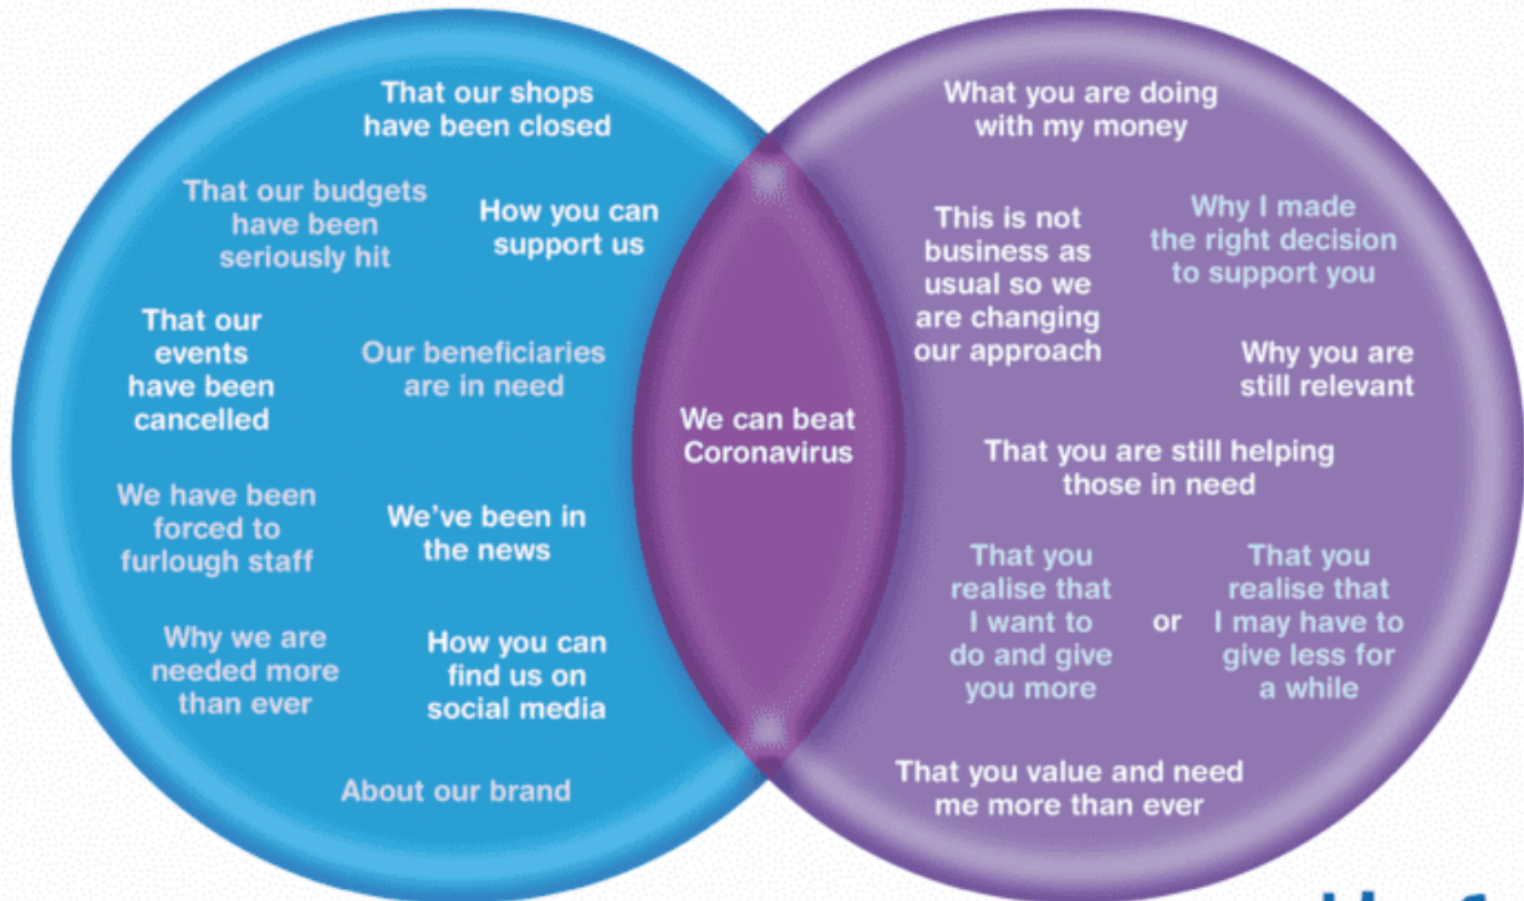 That our shops
have been closed
That our budgets
have been
seriously hit
How you can
support us
That our
events
have been
cancelled
Our beneficiaries
are in need
We have been
forced to
furlough staff
We've been in
the news
Why we are
needed more
than ever
How you can
find us on
social media
About our brand
We can beat
Coronavirus
What you are doing
with my money
This is not
business as
usual so we
are changing
our approach
Why I made
the right decision
to support you
Why you are
still relevant
That you are still helping
those in need
That you
realise that
I want to
do and give
you more
or
That you
realise that
I may have to
give less for
a while
That you value and need
me more than ever